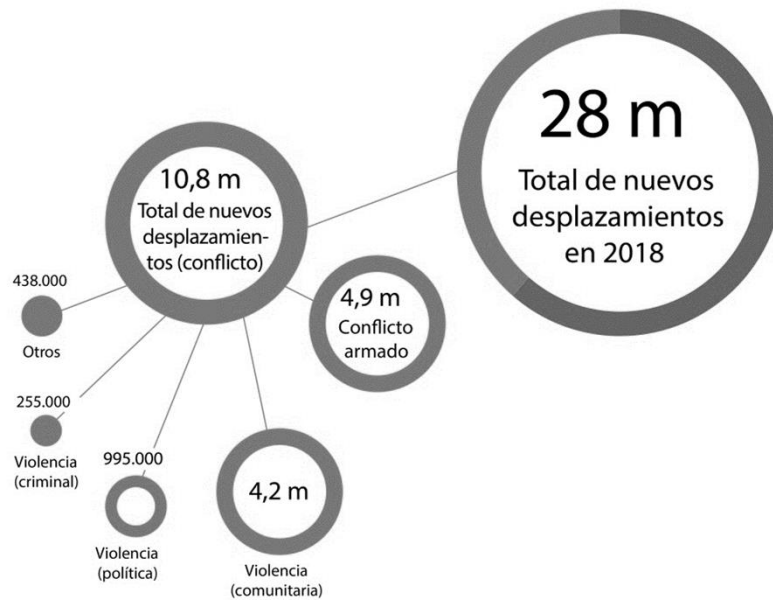 28 m
Total de nuevos
desplazamientos
en 2018
10,8 m
Total de nuevos
desplazamien-
tos (conflicto)
4,9 m
Conflicto
armado
438.000
Otros
255.000
Violencia
(criminal)
995.000
Violencia
(política)
4,2 m
Violencia
(comunitaria)